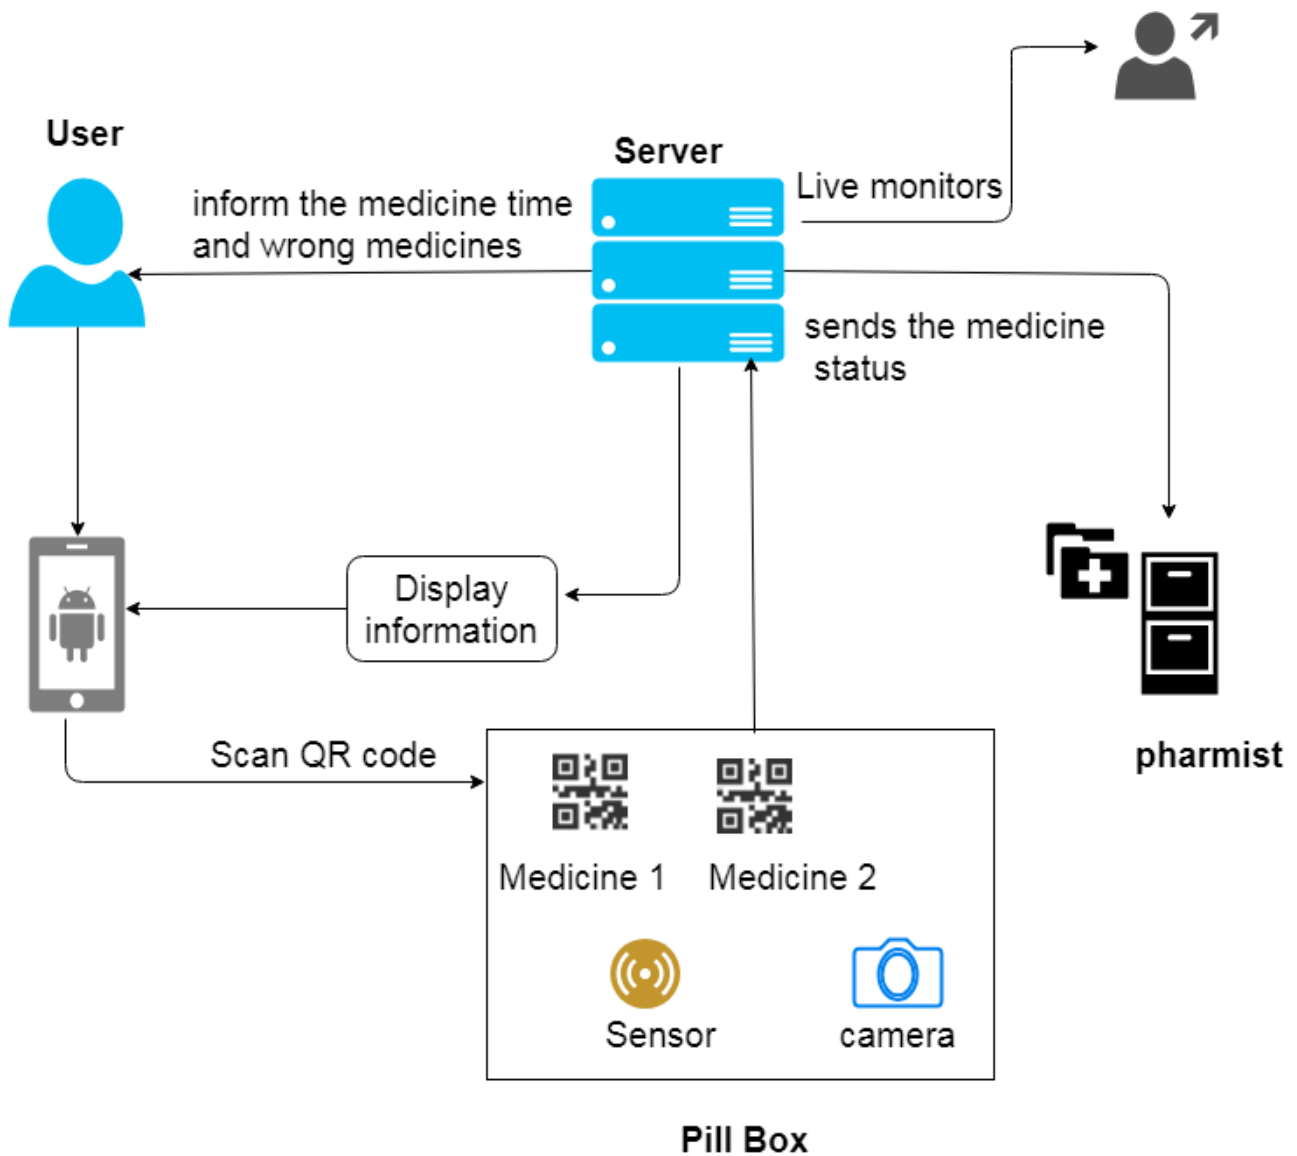 User
Server
Live monitors
inform the medicine time
and wrong medicines
sends the medicine
status
Display
information
Scan QR code
pharmist
Medicine 1
Medicine 2
Sensor
camera
Pill Box